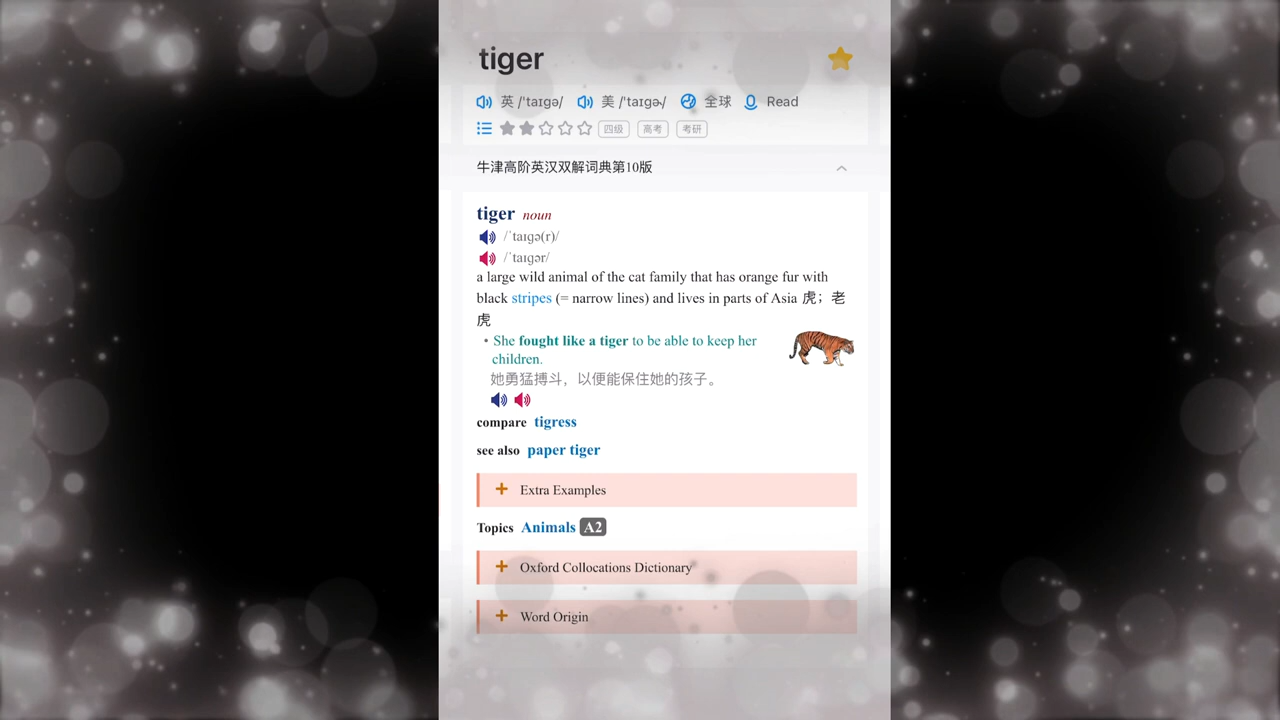 tiger
英 /ˈtaɪɡə/ 美 /ˈtaɪɡɚ/ 全球 Read
四级 高考 考研
牛津高阶英汉双解词典第10版
tiger noun
/ˈtaɪɡə(r)/
/ˈtaɪɡər/
a large wild animal of the cat family that has orange fur with
black stripes (= narrow lines) and lives in parts of Asia 虎；老
虎
• She fought like a tiger to be able to keep her
children.
她勇猛搏斗，以便能保住她的孩子。
compare tigress
see also paper tiger
+ Extra Examples
Topics Animals A2
+ Oxford Collocations Dictionary
+ Word Origin